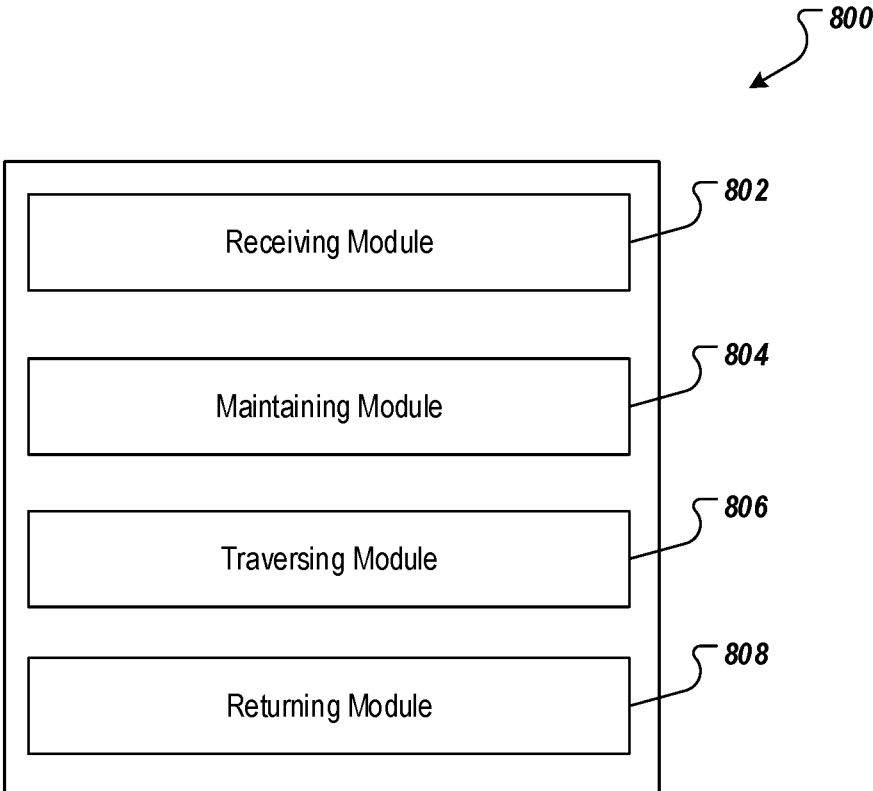 800
802
Receiving Module
804
Maintaining Module
806
Traversing Module
808
Returning Module